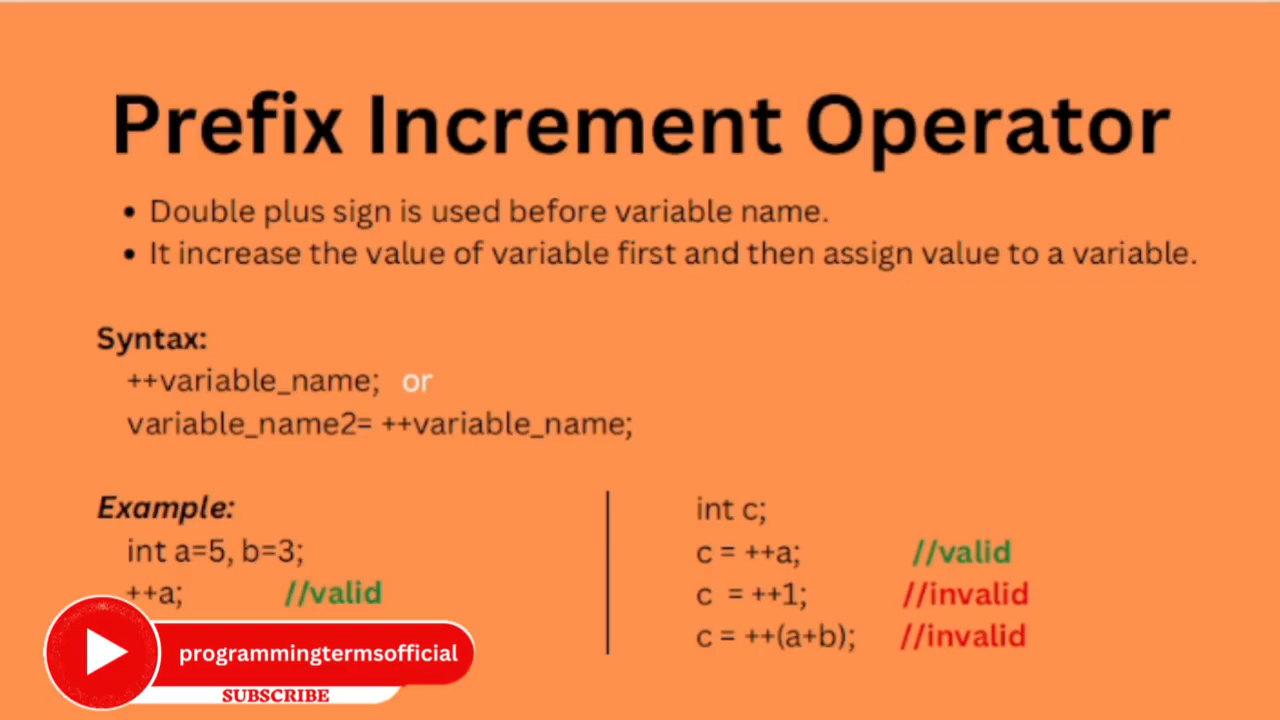 Prefix Increment Operator
• Double plus sign is used before variable name.
• It increase the value of variable first and then assign value to a variable.
Syntax:
++variable_name; or
variable_name2= ++variable_name;
Example:
int a=5, b=3;
++a; //valid
int c;
c = ++a; //valid
c = ++1; //invalid
c = ++(a+b); //invalid
programmingtermsofficial
SUBSCRIBE